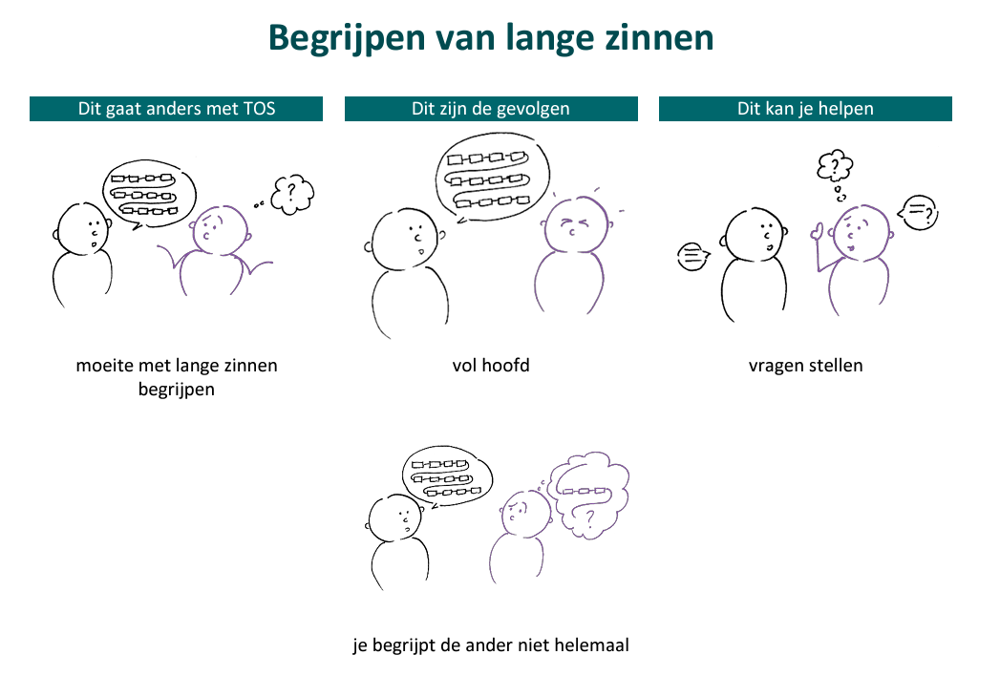 Begrijpen van lange zinnen
Dit gaat anders met TOS
Dit zijn de gevolgen
Dit kan je helpen
?
?
?
moeite met lange zinnen
begrijpen
vol hoofd
vragen stellen
?
je begrijpt de ander niet helemaal